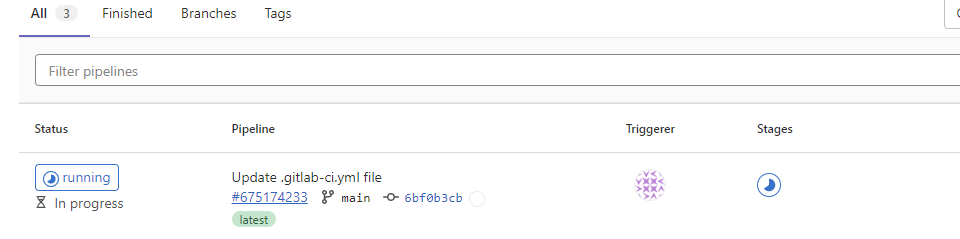 All 3 Finished Branches Tags
Filter pipelines
Status Pipeline Triggerer Stages
running Update .gitlab-ci.yml file
In progress #675174233 main 6bf0b3cb
latest